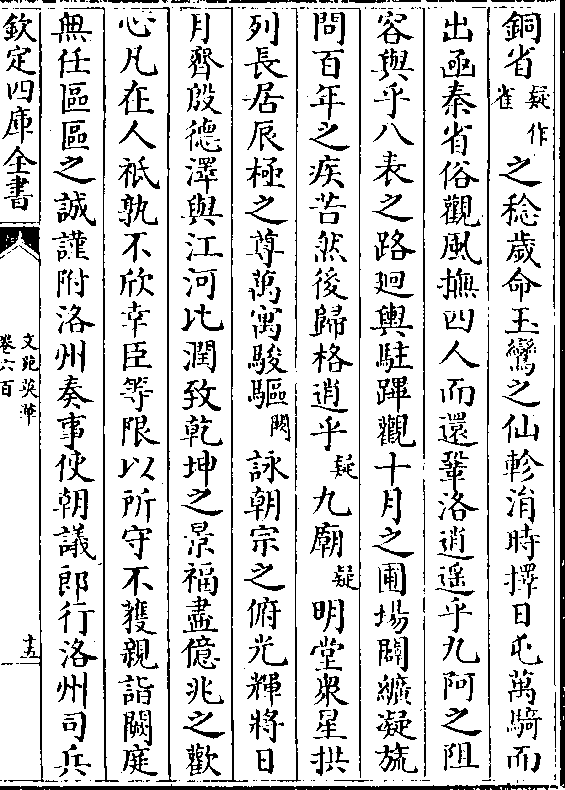 銅省疑作雀之稔歲命玉鸞之仙軫涓時擇日屯萬騎而
出函秦省俗觀風撫四人而還鞏洛逍遥乎九阿之阻
容輿乎八表之路廻輿駐蹕觀十月之圃場闢纊凝旒
問百年之疾苦然後歸格逍乎疑九廟疑明堂衆星拱
列長居辰極之尊萬寓駿驅闕詠朝宗之俯光輝將日
月齊殷德澤與江河比潤致乾坤之景福盡億兆之歡
心凡在人祇孰不欣幸臣等限以所守不獲親詣闕庭
無任區區之誠謹附洛州奏事使朝議郎行洛州司兵
欽定四庫全書
文苑英華
卷六百
十五